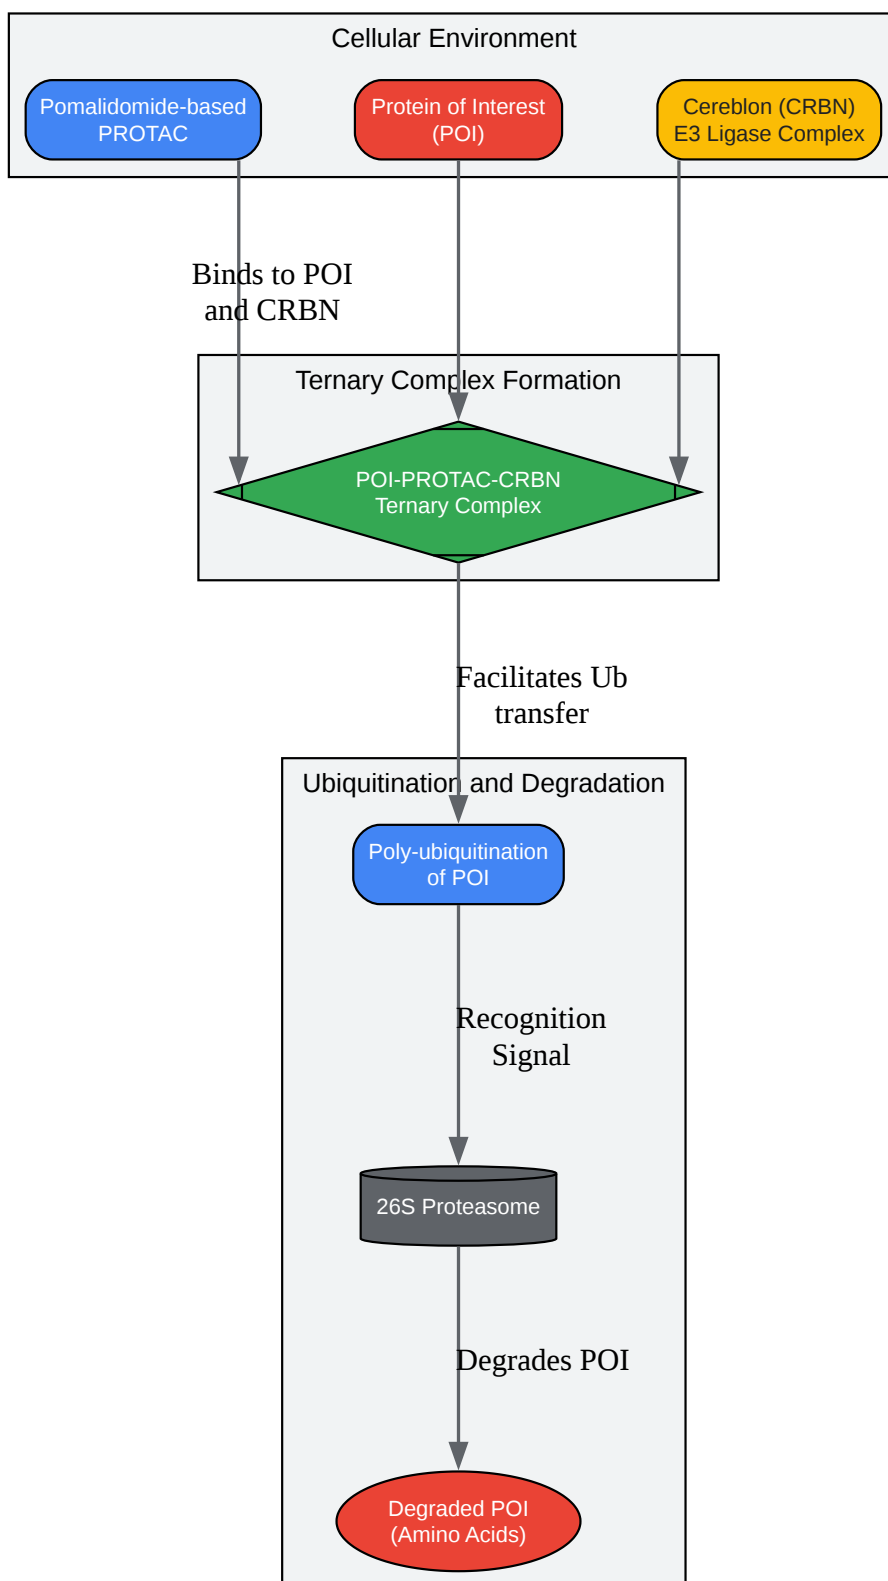 Cellular Environment
Pomalidomide-based
PROTAC
Protein of Interest
(POI)
Cereblon (CRBN)
E3 Ligase Complex
Binds to POI
and CRBN
Ternary Complex Formation
POI-PROTAC-CRBN
Ternary Complex
Facilitates Ub
transfer
Ubiquitination and Degradation
Poly-ubiquitination
of POI
Recognition
Signal
26S Proteasome
Degrades POI
Degraded POI
(Amino Acids)